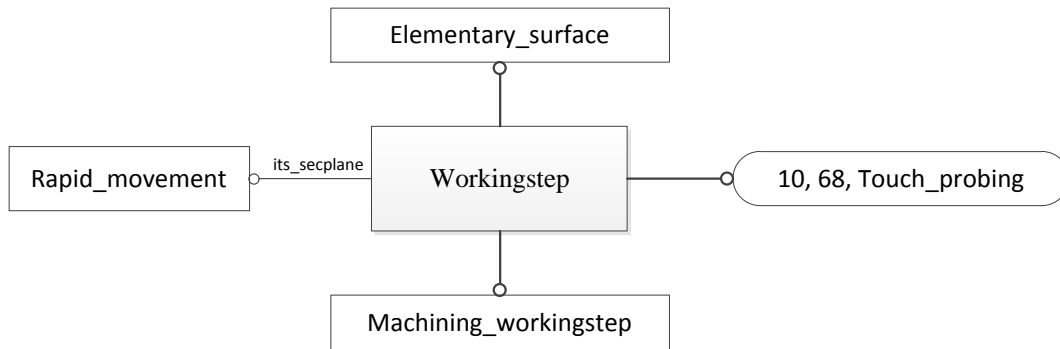 Elementary_surface
its_secplane
Rapid_movement
Workingstep
10, 68, Touch_probing
Machining_workingstep